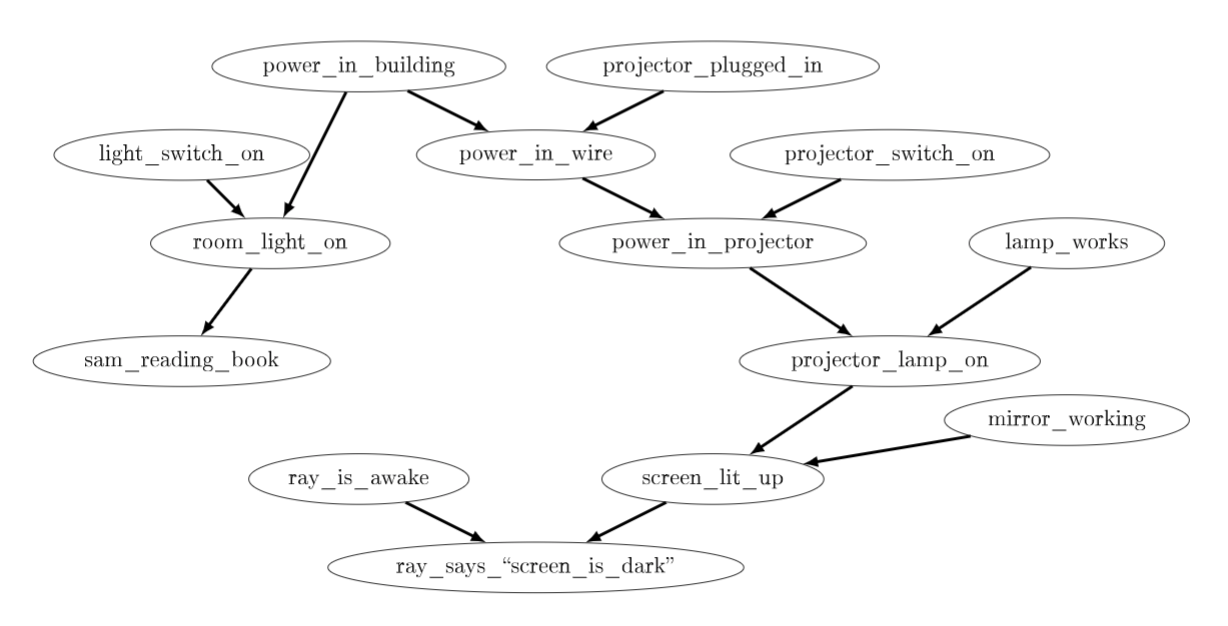 power_in_building
projector_plugged_in
light_switch_on
power_in_wire
projector_switch_on
room_light_on
power_in_projector
lamp_works
sam_reading_book
projector_lamp_on
mirror_working
ray_is_awake
screen_lit_up
ray_says_“screen_is_dark”